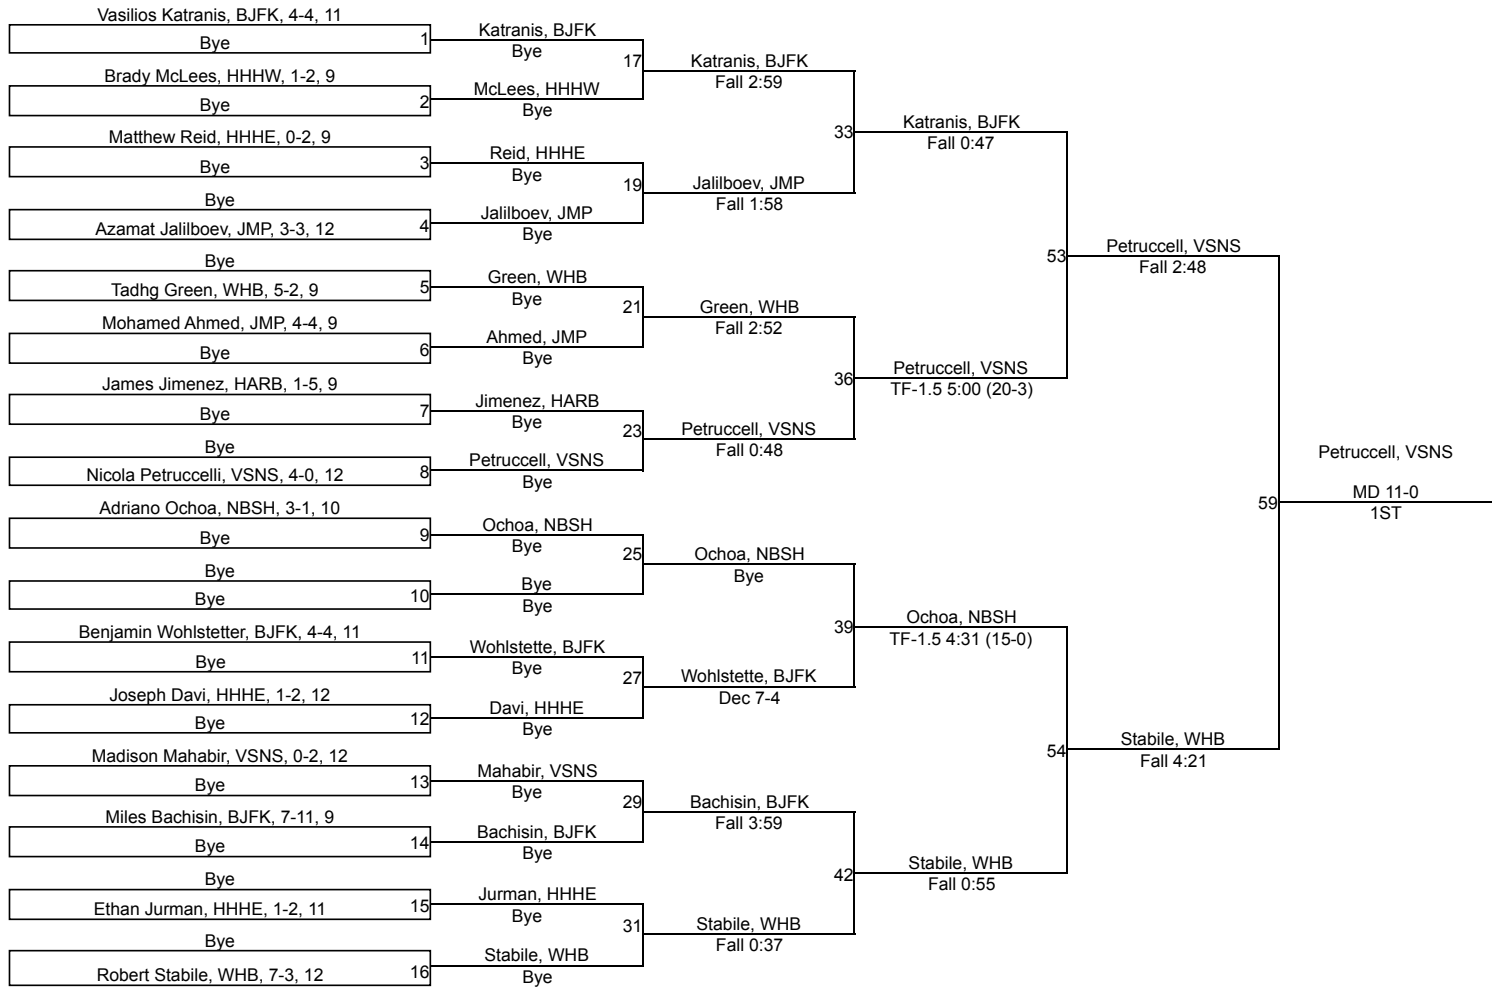 Vasilios Katranis, BJFK, 4-4, 11
Bye
1
Brady McLees, HHHW, 1-2, 9
Bye
2
Matthew Reid, HHHE, 0-2, 9
Bye
3
Bye
Azamat Jalilboev, JMP, 3-3, 12
4
Bye
Tadhg Green, WHB, 5-2, 9
5
Mohamed Ahmed, JMP, 4-4, 9
Bye
6
James Jimenez, HARB, 1-5, 9
Bye
7
Bye
Nicola Petruccelli, VSNS, 4-0, 12
8
Adriano Ochoa, NBSH, 3-1, 10
Bye
9
Bye
Bye
10
Benjamin Wohlstetter, BJFK, 4-4, 11
Bye
11
Joseph Davi, HHHE, 1-2, 12
Bye
12
Madison Mahabir, VSNS, 0-2, 12
Bye
13
Miles Bachisin, BJFK, 7-11, 9
Bye
14
Bye
Ethan Jurman, HHHE, 1-2, 11
15
Bye
Robert Stabile, WHB, 7-3, 12
16
Katranis, BJFK
Bye
17
McLees, HHHW
Bye
Reid, HHHE
Bye
19
Jalilboev, JMP
Bye
Green, WHB
Bye
21
Ahmed, JMP
Bye
Jimenez, HARB
Bye
23
Petruccell, VSNS
Bye
Ochoa, NBSH
Bye
25
Bye
Bye
Wohlstette, BJFK
Bye
27
Davi, HHHE
Bye
Mahabir, VSNS
Bye
29
Bachisin, BJFK
Bye
Jurman, HHHE
Bye
31
Stabile, WHB
Bye
Katranis, BJFK
Fall 2:59
33
Jalilboev, JMP
Fall 1:58
Green, WHB
Fall 2:52
36
Petruccell, VSNS
Fall 0:48
Ochoa, NBSH
Bye
39
Wohlstette, BJFK
Dec 7-4
Bachisin, BJFK
Fall 3:59
42
Stabile, WHB
Fall 0:37
Katranis, BJFK
Fall 0:47
53
Petruccell, VSNS
TF-1.5 5:00 (20-3)
Ochoa, NBSH
TF-1.5 4:31 (15-0)
54
Stabile, WHB
Fall 0:55
Petruccell, VSNS
Fall 2:48
59
Stabile, WHB
Fall 4:21
Petruccell, VSNS
MD 11-0
1ST